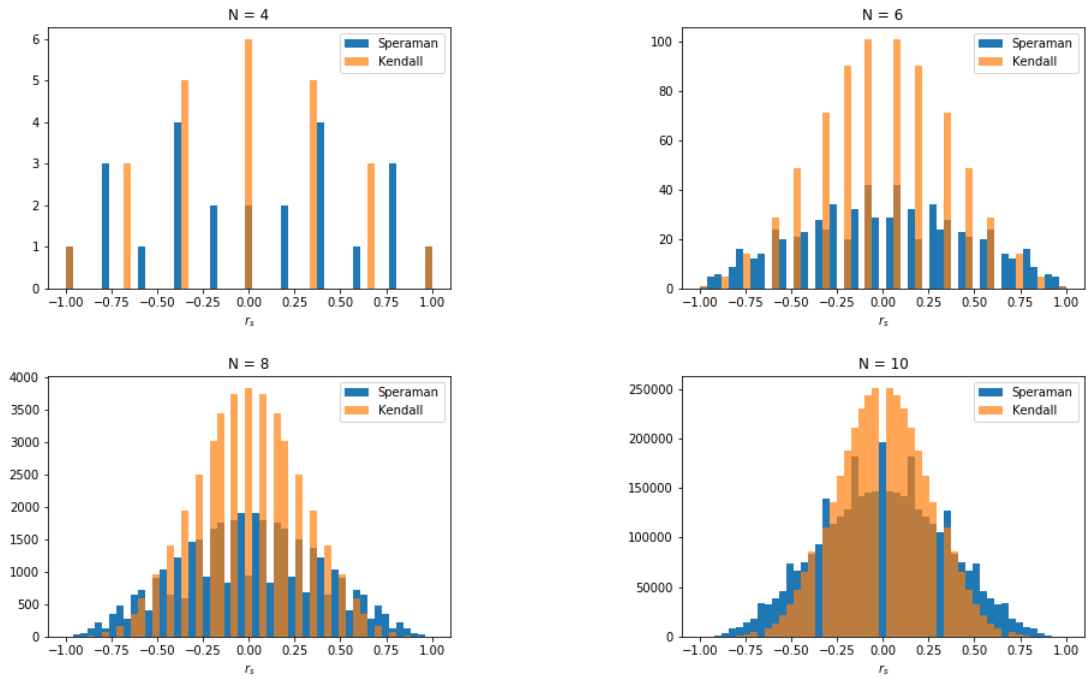 N = 4
Speraman
Kendall
6
5
4
3
2
1
0
−1.00 −0.75 −0.50 −0.25 0.00 0.25 0.50 0.75 1.00
r_s
N = 6
Speraman
Kendall
100
80
60
40
20
0
−1.00 −0.75 −0.50 −0.25 0.00 0.25 0.50 0.75 1.00
r_s
N = 8
Speraman
Kendall
4000
3500
3000
2500
2000
1500
1000
500
0
−1.00 −0.75 −0.50 −0.25 0.00 0.25 0.50 0.75 1.00
r_s
N = 10
Speraman
Kendall
250000
200000
150000
100000
50000
0
−1.00 −0.75 −0.50 −0.25 0.00 0.25 0.50 0.75 1.00
r_s